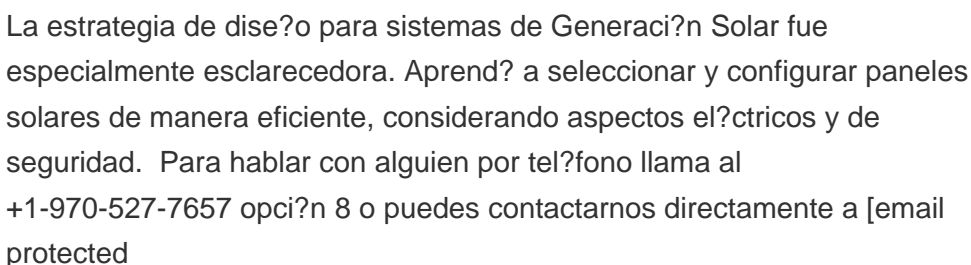 La estrategia de dise?o para sistemas de Generaci?n Solar fue
especialmente esclarecedora. Aprend? a seleccionar y configurar paneles
solares de manera eficiente, considerando aspectos el?ctricos y de
seguridad.  Para hablar con alguien por tel?fono llama al
+1-970-527-7657 opci?n 8 o puedes contactarnos directamente a [email
protected